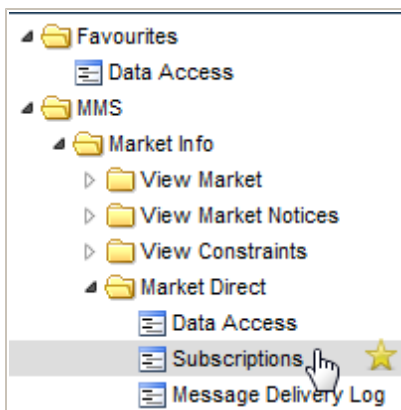 Favourites
Data Access
MMS
Market Info
View Market
View Market Notices
View Constraints
Market Direct
Data Access
Subscriptions
Message Delivery Log